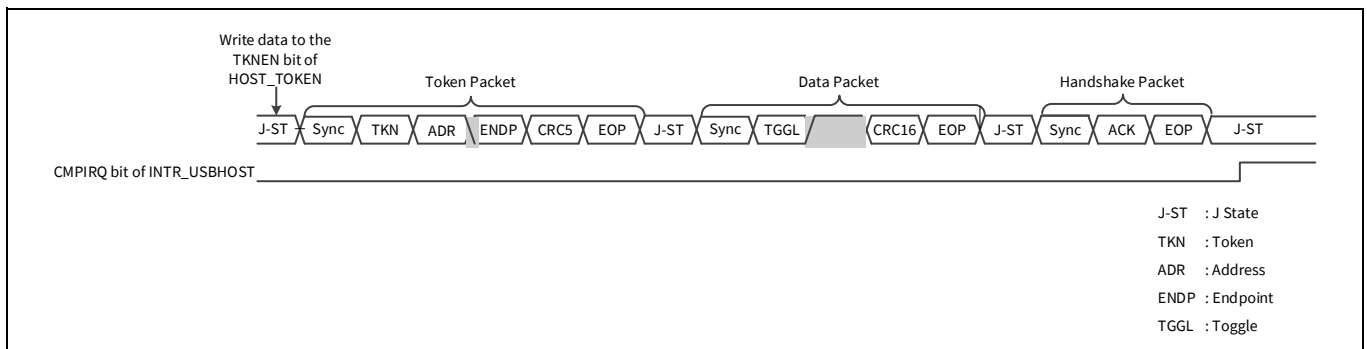 Write data to the
TKNEN bit of
HOST_TOKEN
Token Packet
Data Packet
Handshake Packet
J-ST Sync TKN ADR ENDP CRC5 EOP J-ST Sync TGGL CRC16 EOP J-ST Sync ACK EOP J-ST
CMPIRQ bit of INTR_USBHOST
J-ST : J State
TKN : Token
ADR : Address
ENDP : Endpoint
TGGL : Toggle